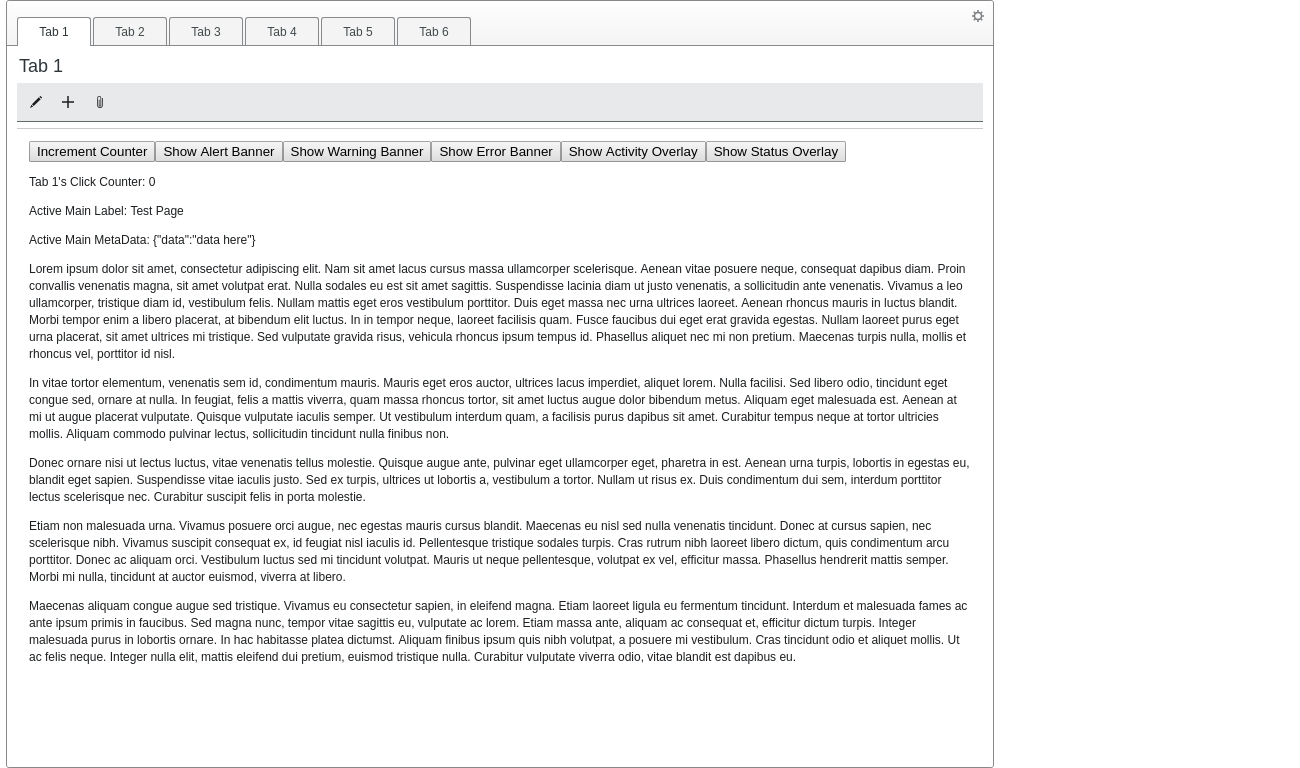 Tab 1 Tab 2 Tab 3 Tab 4 Tab 5 Tab 6
Tab 1
Increment Counter Show Alert Banner Show Warning Banner Show Error Banner Show Activity Overlay Show Status Overlay
Tab 1's Click Counter: 0
Active Main Label: Test Page
Active Main MetaData: {"data":"data here"}
Lorem ipsum dolor sit amet, consectetur adipiscing elit. Nam sit amet lacus cursus massa ullamcorper scelerisque. Aenean vitae posuere neque, consequat dapibus diam. Proin
convallis venenatis magna, sit amet volutpat erat. Nulla sodales eu est sit amet sagittis. Suspendisse lacinia diam ut justo venenatis, a sollicitudin ante venenatis. Vivamus a leo
ullamcorper, tristique diam id, vestibulum felis. Nullam mattis eget eros vestibulum porttitor. Duis eget massa nec urna ultrices laoreet. Aenean rhoncus mauris in luctus blandit.
Morbi tempor enim a libero placerat, at bibendum elit luctus. In in tempor neque, laoreet facilisis quam. Fusce faucibus dui eget erat gravida egestas. Nullam laoreet purus eget
urna placerat, sit amet ultrices mi tristique. Sed vulputate gravida risus, vehicula rhoncus ipsum tempus id. Phasellus aliquet nec mi non pretium. Maecenas turpis nulla, mollis et
rhoncus vel, porttitor id nisl.
In vitae tortor elementum, venenatis sem id, condimentum mauris. Mauris eget eros auctor, ultrices lacus imperdiet, aliquet lorem. Nulla facilisi. Sed libero odio, tincidunt eget
congue sed, ornare at nulla. In feugiat, felis a mattis viverra, quam massa rhoncus tortor, sit amet luctus augue dolor bibendum metus. Aliquam eget malesuada est. Aenean at
mi ut augue placerat vulputate. Quisque vulputate iaculis semper. Ut vestibulum interdum quam, a facilisis purus dapibus sit amet. Curabitur tempus neque at tortor ultricies
mollis. Aliquam commodo pulvinar lectus, sollicitudin tincidunt nulla finibus non.
Donec ornare nisi ut lectus luctus, vitae venenatis tellus molestie. Quisque augue ante, pulvinar eget ullamcorper eget, pharetra in est. Aenean urna turpis, lobortis in egestas eu,
blandit eget sapien. Suspendisse vitae iaculis justo. Sed ex turpis, ultrices ut lobortis a, vestibulum a tortor. Nullam ut risus ex. Duis condimentum dui sem, interdum porttitor
lectus scelerisque nec. Curabitur suscipit felis in porta molestie.
Etiam non malesuada urna. Vivamus posuere orci augue, nec egestas mauris cursus blandit. Maecenas eu nisl sed nulla venenatis tincidunt. Donec at cursus sapien, nec
scelerisque nibh. Vivamus suscipit consequat ex, id feugiat nisl iaculis id. Pellentesque tristique sodales turpis. Cras rutrum nibh laoreet libero dictum, quis condimentum arcu
porttitor. Donec ac aliquam orci. Vestibulum luctus sed mi tincidunt volutpat. Mauris ut neque pellentesque, volutpat ex vel, efficitur massa. Phasellus hendrerit mattis semper.
Morbi mi nulla, tincidunt at auctor euismod, viverra at libero.
Maecenas aliquam congue augue sed tristique. Vivamus eu consectetur sapien, in eleifend magna. Etiam laoreet ligula eu fermentum tincidunt. Interdum et malesuada fames ac
ante ipsum primis in faucibus. Sed magna nunc, tempor vitae sagittis eu, vulputate ac lorem. Etiam massa ante, aliquam ac consequat et, efficitur dictum turpis. Integer
malesuada purus in lobortis ornare. In hac habitasse platea dictumst. Aliquam finibus ipsum quis nibh volutpat, a posuere mi vestibulum. Cras tincidunt odio et aliquet mollis. Ut
ac felis neque. Integer nulla elit, mattis eleifend dui pretium, euismod tristique nulla. Curabitur vulputate viverra odio, vitae blandit est dapibus eu.